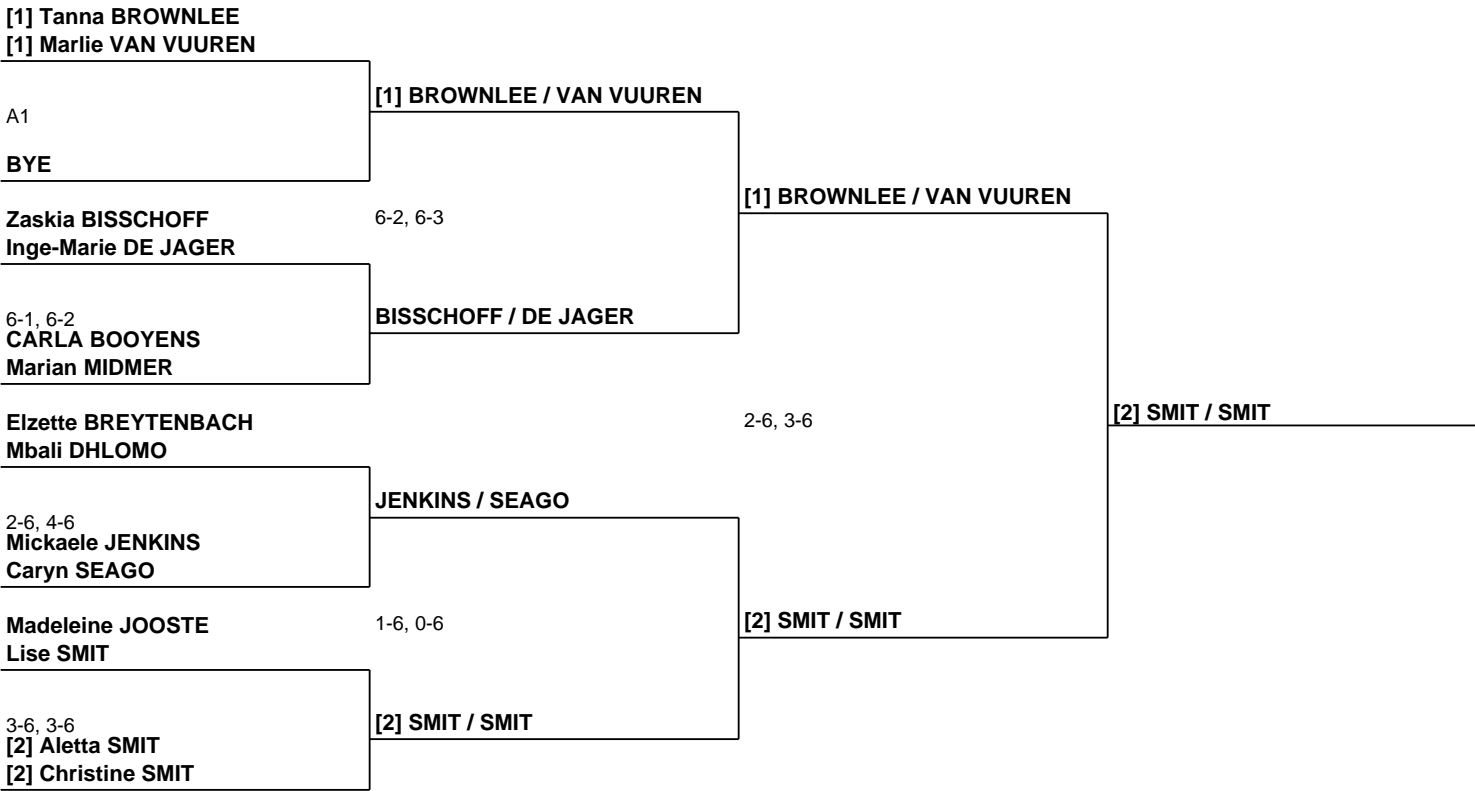 [1] Tanna BROWNLEE
[1] Marlie VAN VUUREN
[1] BROWNLEE / VAN VUUREN
A1
BYE
[1] BROWNLEE / VAN VUUREN
Zaskia BISSCHOFF
6-2, 6-3
Inge-Marie DE JAGER
6-1, 6-2
BISSCHOFF / DE JAGER
CARLA BOOYENS
Marian MIDMER
[2] SMIT / SMIT
Elzette BREYTENBACH
2-6, 3-6
Mbali DHLOMO
JENKINS / SEAGO
2-6, 4-6
Mickaele JENKINS
Caryn SEAGO
[2] SMIT / SMIT
Madeleine JOOSTE
1-6, 0-6
Lise SMIT
3-6, 3-6
[2] SMIT / SMIT
[2] Aletta SMIT
[2] Christine SMIT